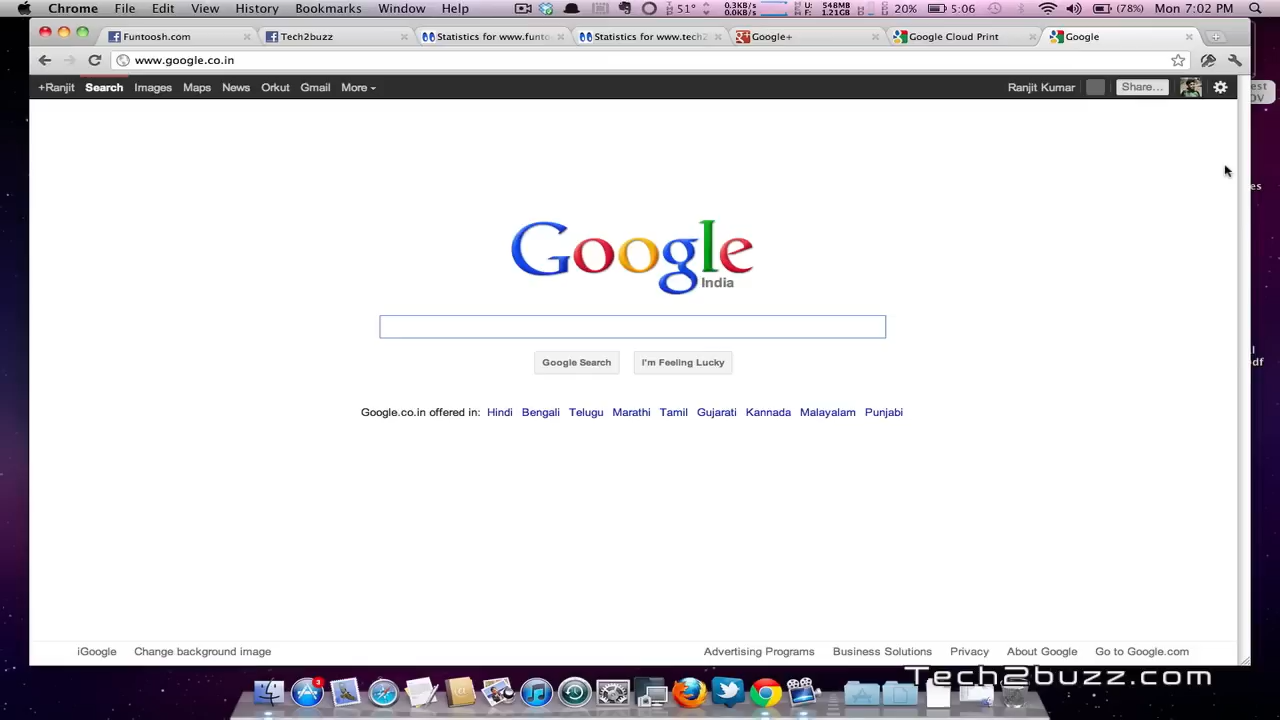 Chrome File Edit View History Bookmarks Window Help 51° 0.3KB/s 0.0KB/s U: 548MB F: 1.21GB 20% 5:06 (78%) Mon 7:02 PM
Funtoosh.com Tech2buzz Statistics for www.funto Statistics for www.tech2 Google+ Google Cloud Print Google
www.google.co.in
+Ranjit Search Images Maps News Orkut Gmail More Ranjit Kumar Share...
Google
India
Google Search I'm Feeling Lucky
Google.co.in offered in: Hindi Bengali Telugu Marathi Tamil Gujarati Kannada Malayalam Punjabi
iGoogle Change background image Advertising Programs Business Solutions Privacy About Google Go to Google.com
Tech2buzz.com
3